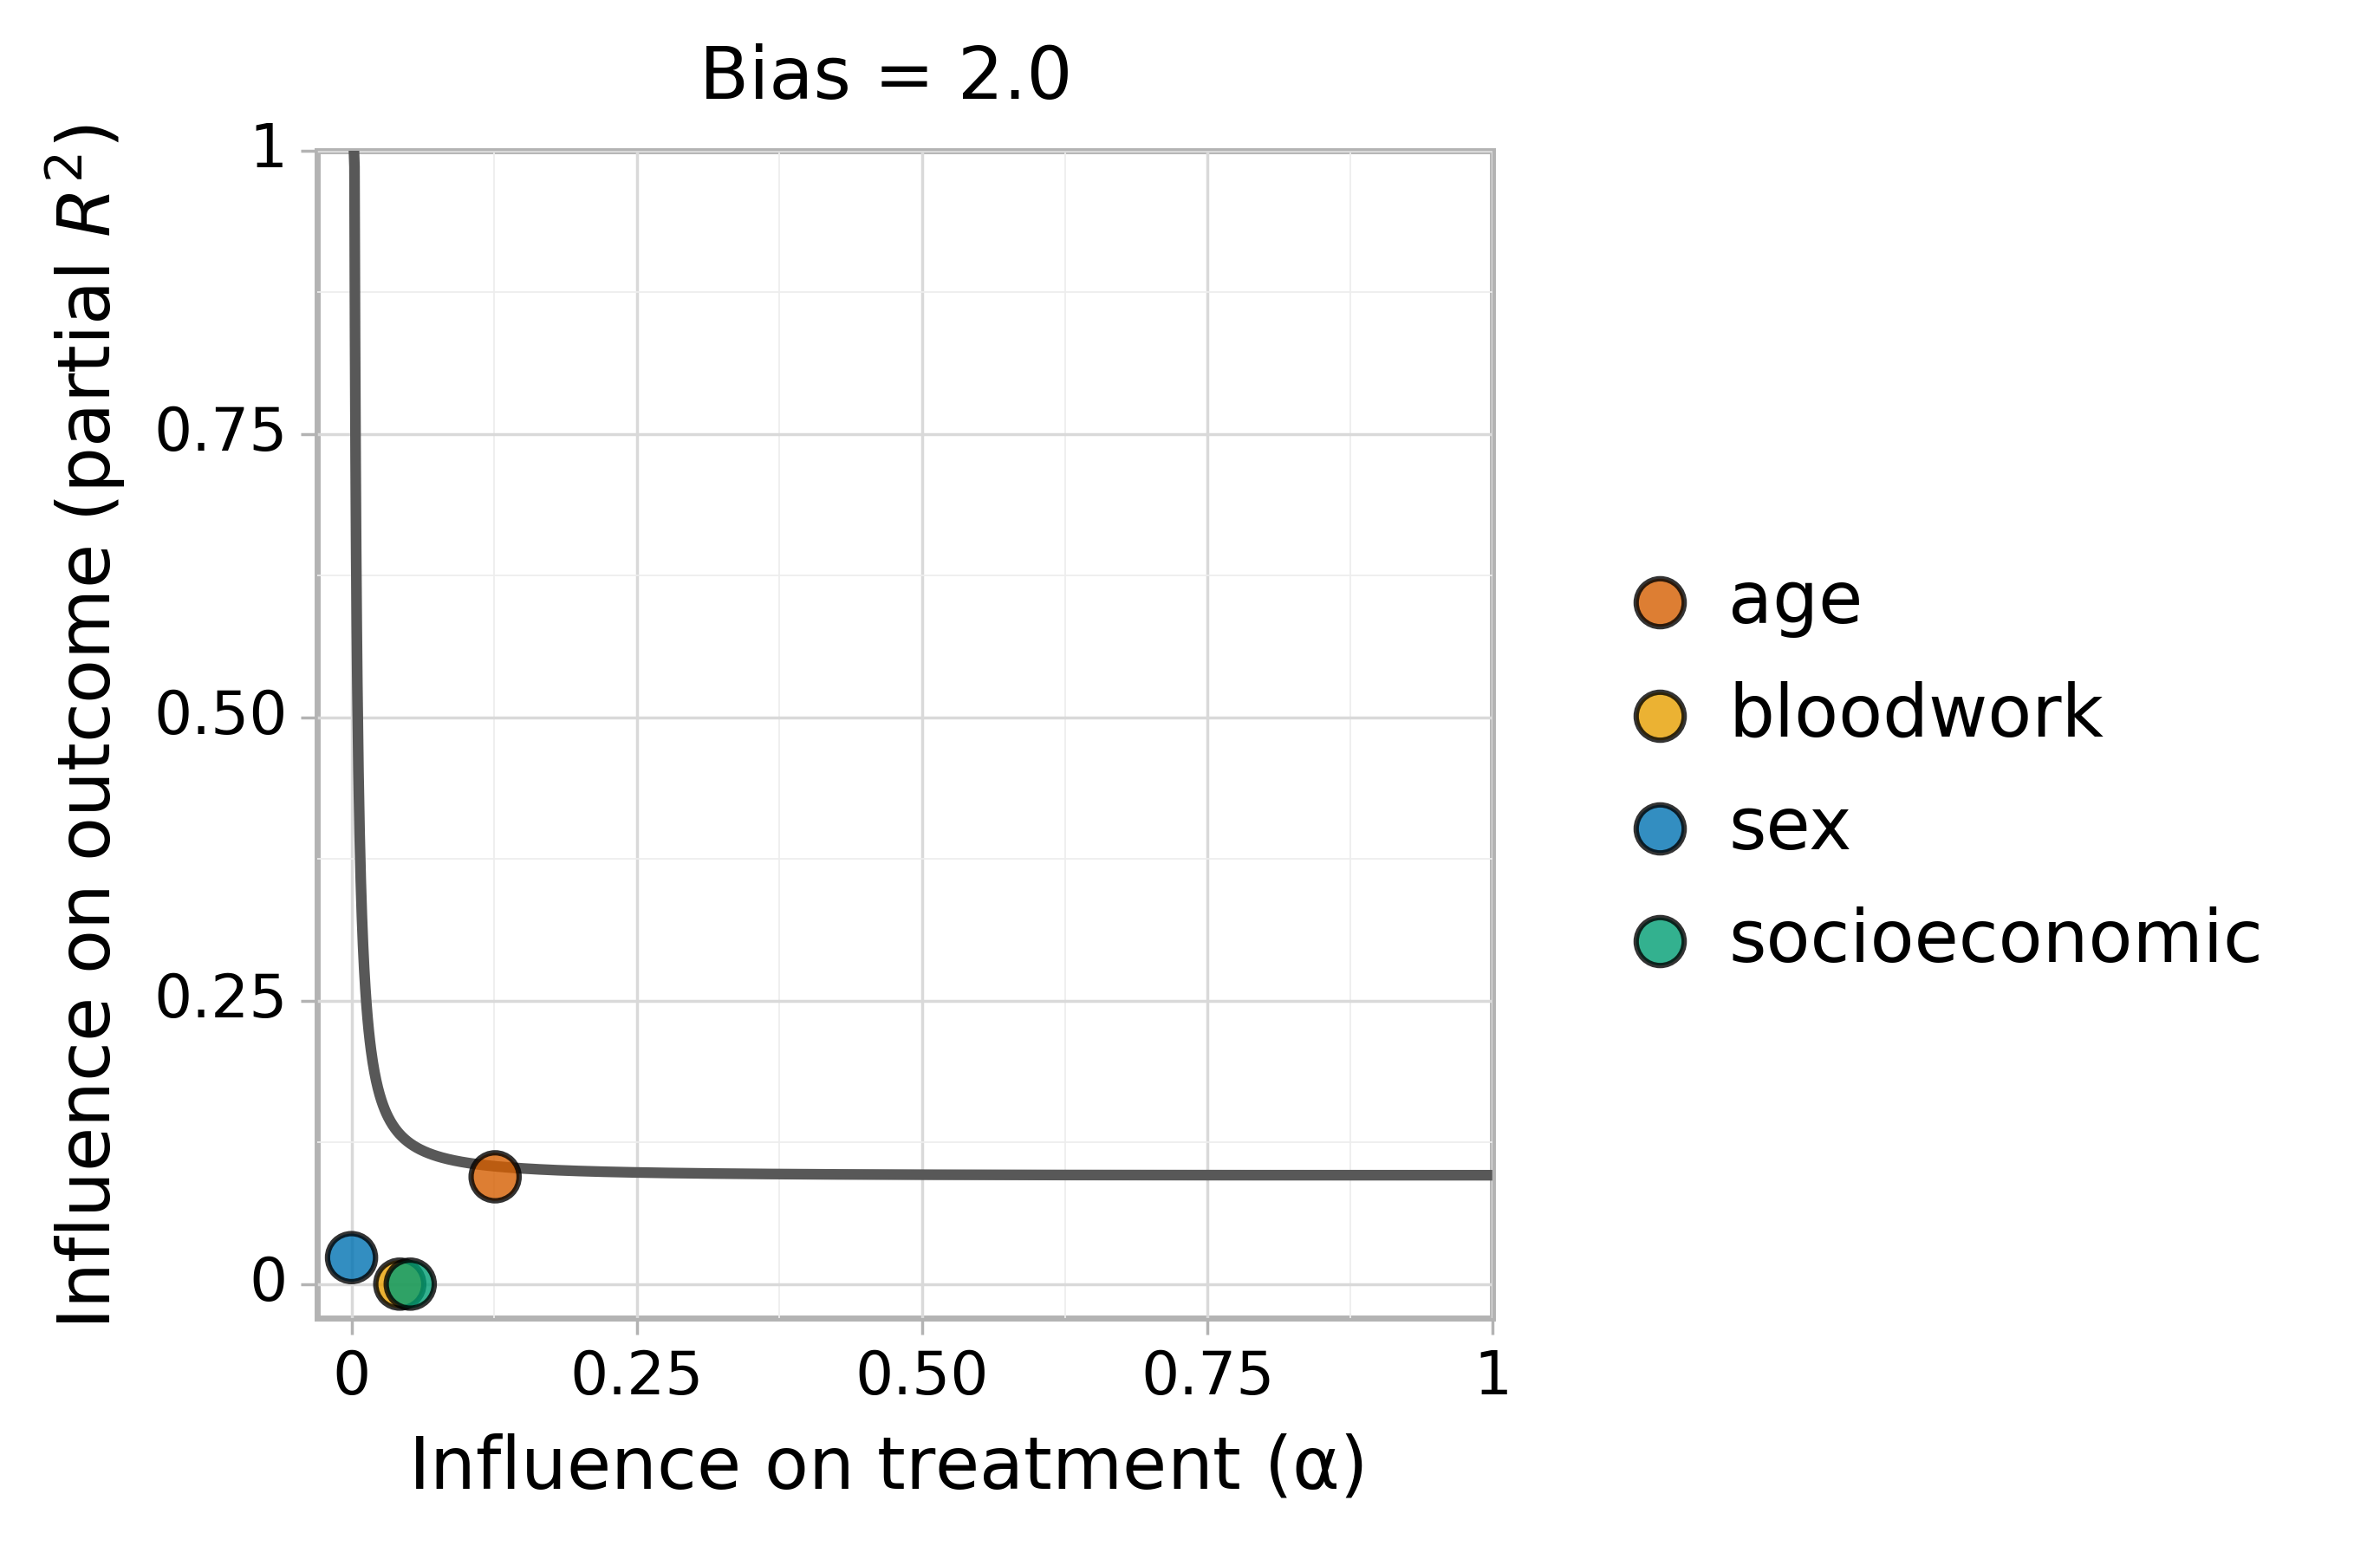 Bias = 2.0
Influence on outcome (partial R²)
1
0.75
0.50
0.25
0
0 0.25 0.50 0.75 1
Influence on treatment (α)
age
bloodwork
sex
socioeconomic